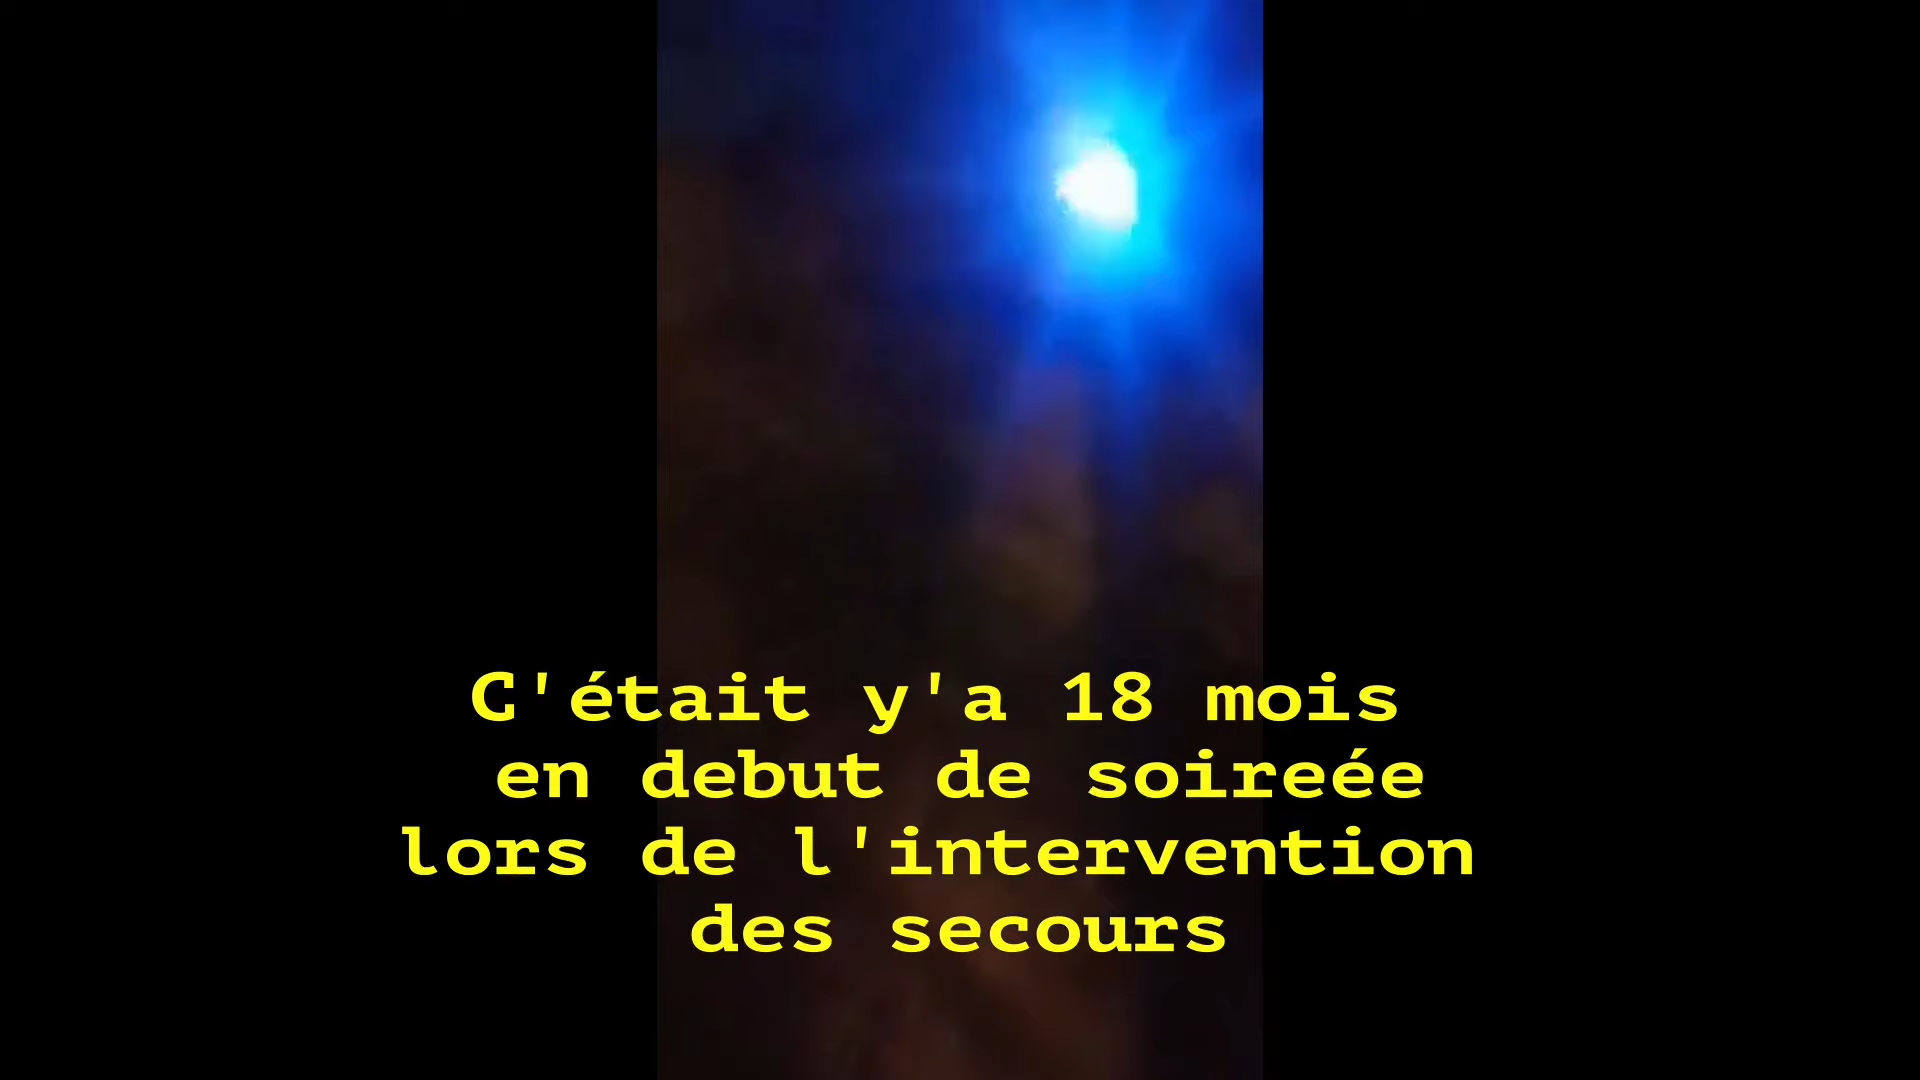 C'était y'a 18 mois
en debut de soireée
lors de l'intervention
des secours